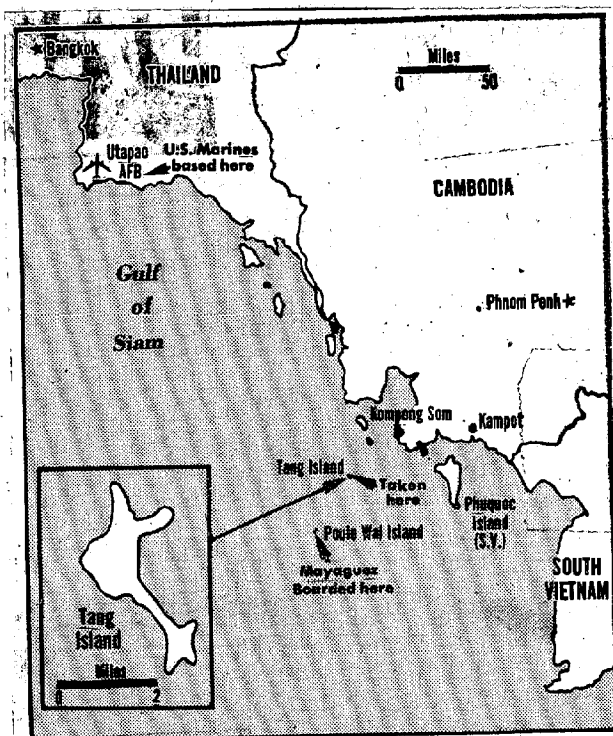 Bangkok
THAILAND
Miles
0 50
Utapao
AFB
U.S. Marines
based here
CAMBODIA
Gulf
of
Siam
Phnom Penh
Kompong Som
Kampot
Tang Island
Taken
here
Phuquoc
island
(S.V.)
Poulo Wai Island
Mayaguez
Boarded here
SOUTH
VIETNAM
Tang
Island
Miles
0 2